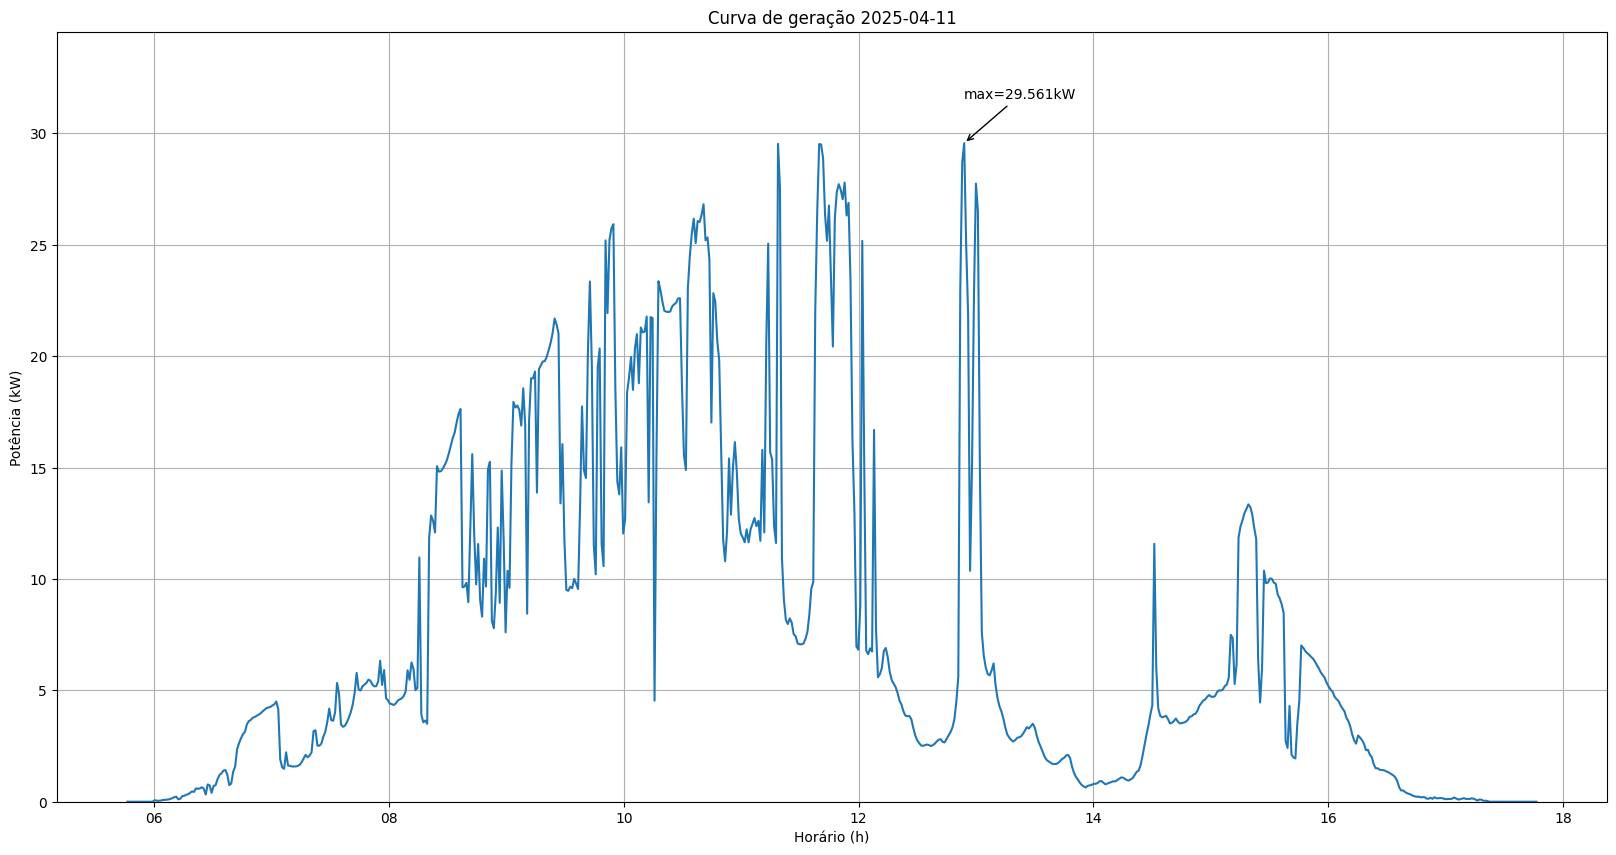 Curva de geração 2025-04-11
max=29.561kW
30
25
20
15
10
5
0
Potência (kW)
06 08 10 12 14 16 18
Horário (h)